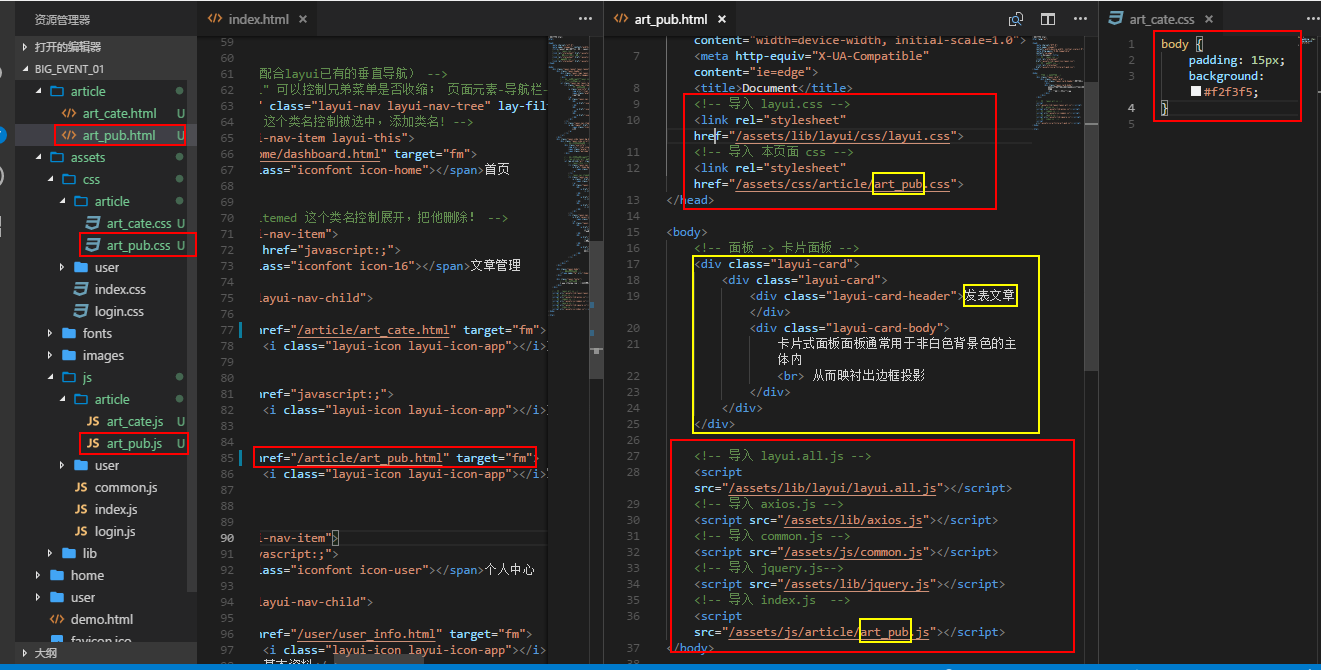 资源管理器
打开的编辑器
BIG_EVENT_01
article
art_cate.html U
art_pub.html U
assets
css
article
art_cate.css U
art_pub.css U
user
index.css
login.css
fonts
images
js
article
art_cate.js U
art_pub.js U
user
common.js
index.js
login.js
lib
home
user
demo.html
favicon.ico
大纲
index.html ×
59
60
61 配合layui已有的垂直导航） -->
62 " 可以控制兄弟菜单是否收缩； 页面元素-导航栏-
63 " class="layui layui-nav-tree" lay-fil
64 这个类名控制被选中，添加类名! -->
65 i-nav-item layui-this">
66 ome/dashboard.html" target="fm">
67 lass="iconfont icon-home"></span>首页
68
69
70 itemed 这个类名控制展开，把他删除! -->
71 i-nav-item">
72 href="javascript:;">
73 lass="iconfont icon-16"></span>文章管理
74
75 layui-nav-child">
76
77 href="/article/art_cate.html" target="fm">
78 <i class="layui-icon layui-icon-app"></i>
79
80
81 href="javascript:;">
82 <i class="layui-icon layui-icon-app"></i>
83
84
85 href="/article/art_pub.html" target="fm">
86 <i class="layui-icon layui-icon-app"></i>
87
88
89
90 i-nav-item">
91 vascript:;">
92 lass="iconfont icon-user"></span>个人中心
93
94 layui-nav-child">
95
96 href="/user/user_info.html" target="fm">
97 <i class="layui-icon layui-icon-app"></i>
98 基本资料
art_pub.html ×
content="width=device-width, initial-scale=1.0">
7 <meta http-equiv="X-UA-Compatible"
content="ie=edge">
8 <title>Document</title>
9 <!-- 导入 layui.css -->
10 <link rel="stylesheet"
href="/assets/lib/layui/css/layui.css">
11 <!-- 导入 本页面 css -->
12 <link rel="stylesheet"
href="/assets/css/article/art_pub.css">
13 </head>
14
15 <body>
16 <!-- 面板 -> 卡片面板 -->
17 <div class="layui-card">
18 <div class="layui-card">
19 <div class="layui-card-header">发表文章
</div>
20 <div class="layui-card-body">
21 卡片式面板面板通常用于非白色背景色的主
体内
22 <br> 从而映衬出边框投影
23 </div>
24 </div>
25 </div>
26
27 <!-- 导入 layui.all.js -->
28 <script
src="/assets/lib/layui/layui.all.js"></script>
29 <!-- 导入 axios.js -->
30 <script src="/assets/lib/axios.js"></script>
31 <!-- 导入 common.js -->
32 <script src="/assets/js/common.js"></script>
33 <!-- 导入 jquery.js-->
34 <script src="/assets/lib/jquery.js"></script>
35 <!-- 导入 index.js -->
36 <script
src="/assets/js/article/art_pub.js"></script>
37 </body>
38
art_cate.css ×
1 body {
2 padding: 15px;
3 background:
#f2f3f5;
4 }
5